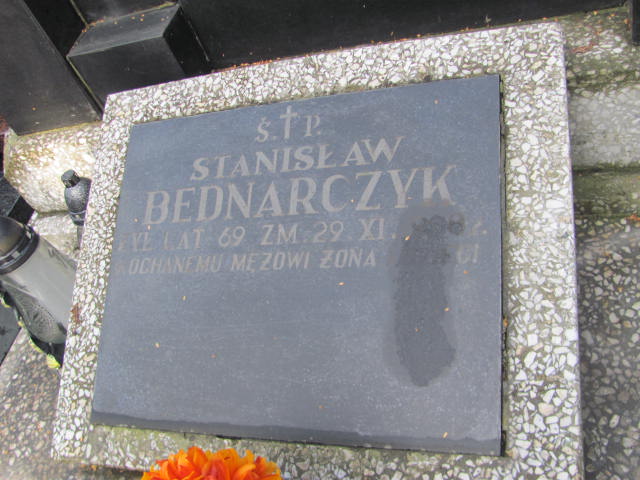 Ś.†P.
STANISŁAW
BEDNARCZYK
ŻYŁ LAT 69 ZM. 29 XI. r.
KOCHANEMU MĘŻOWI ŻONA